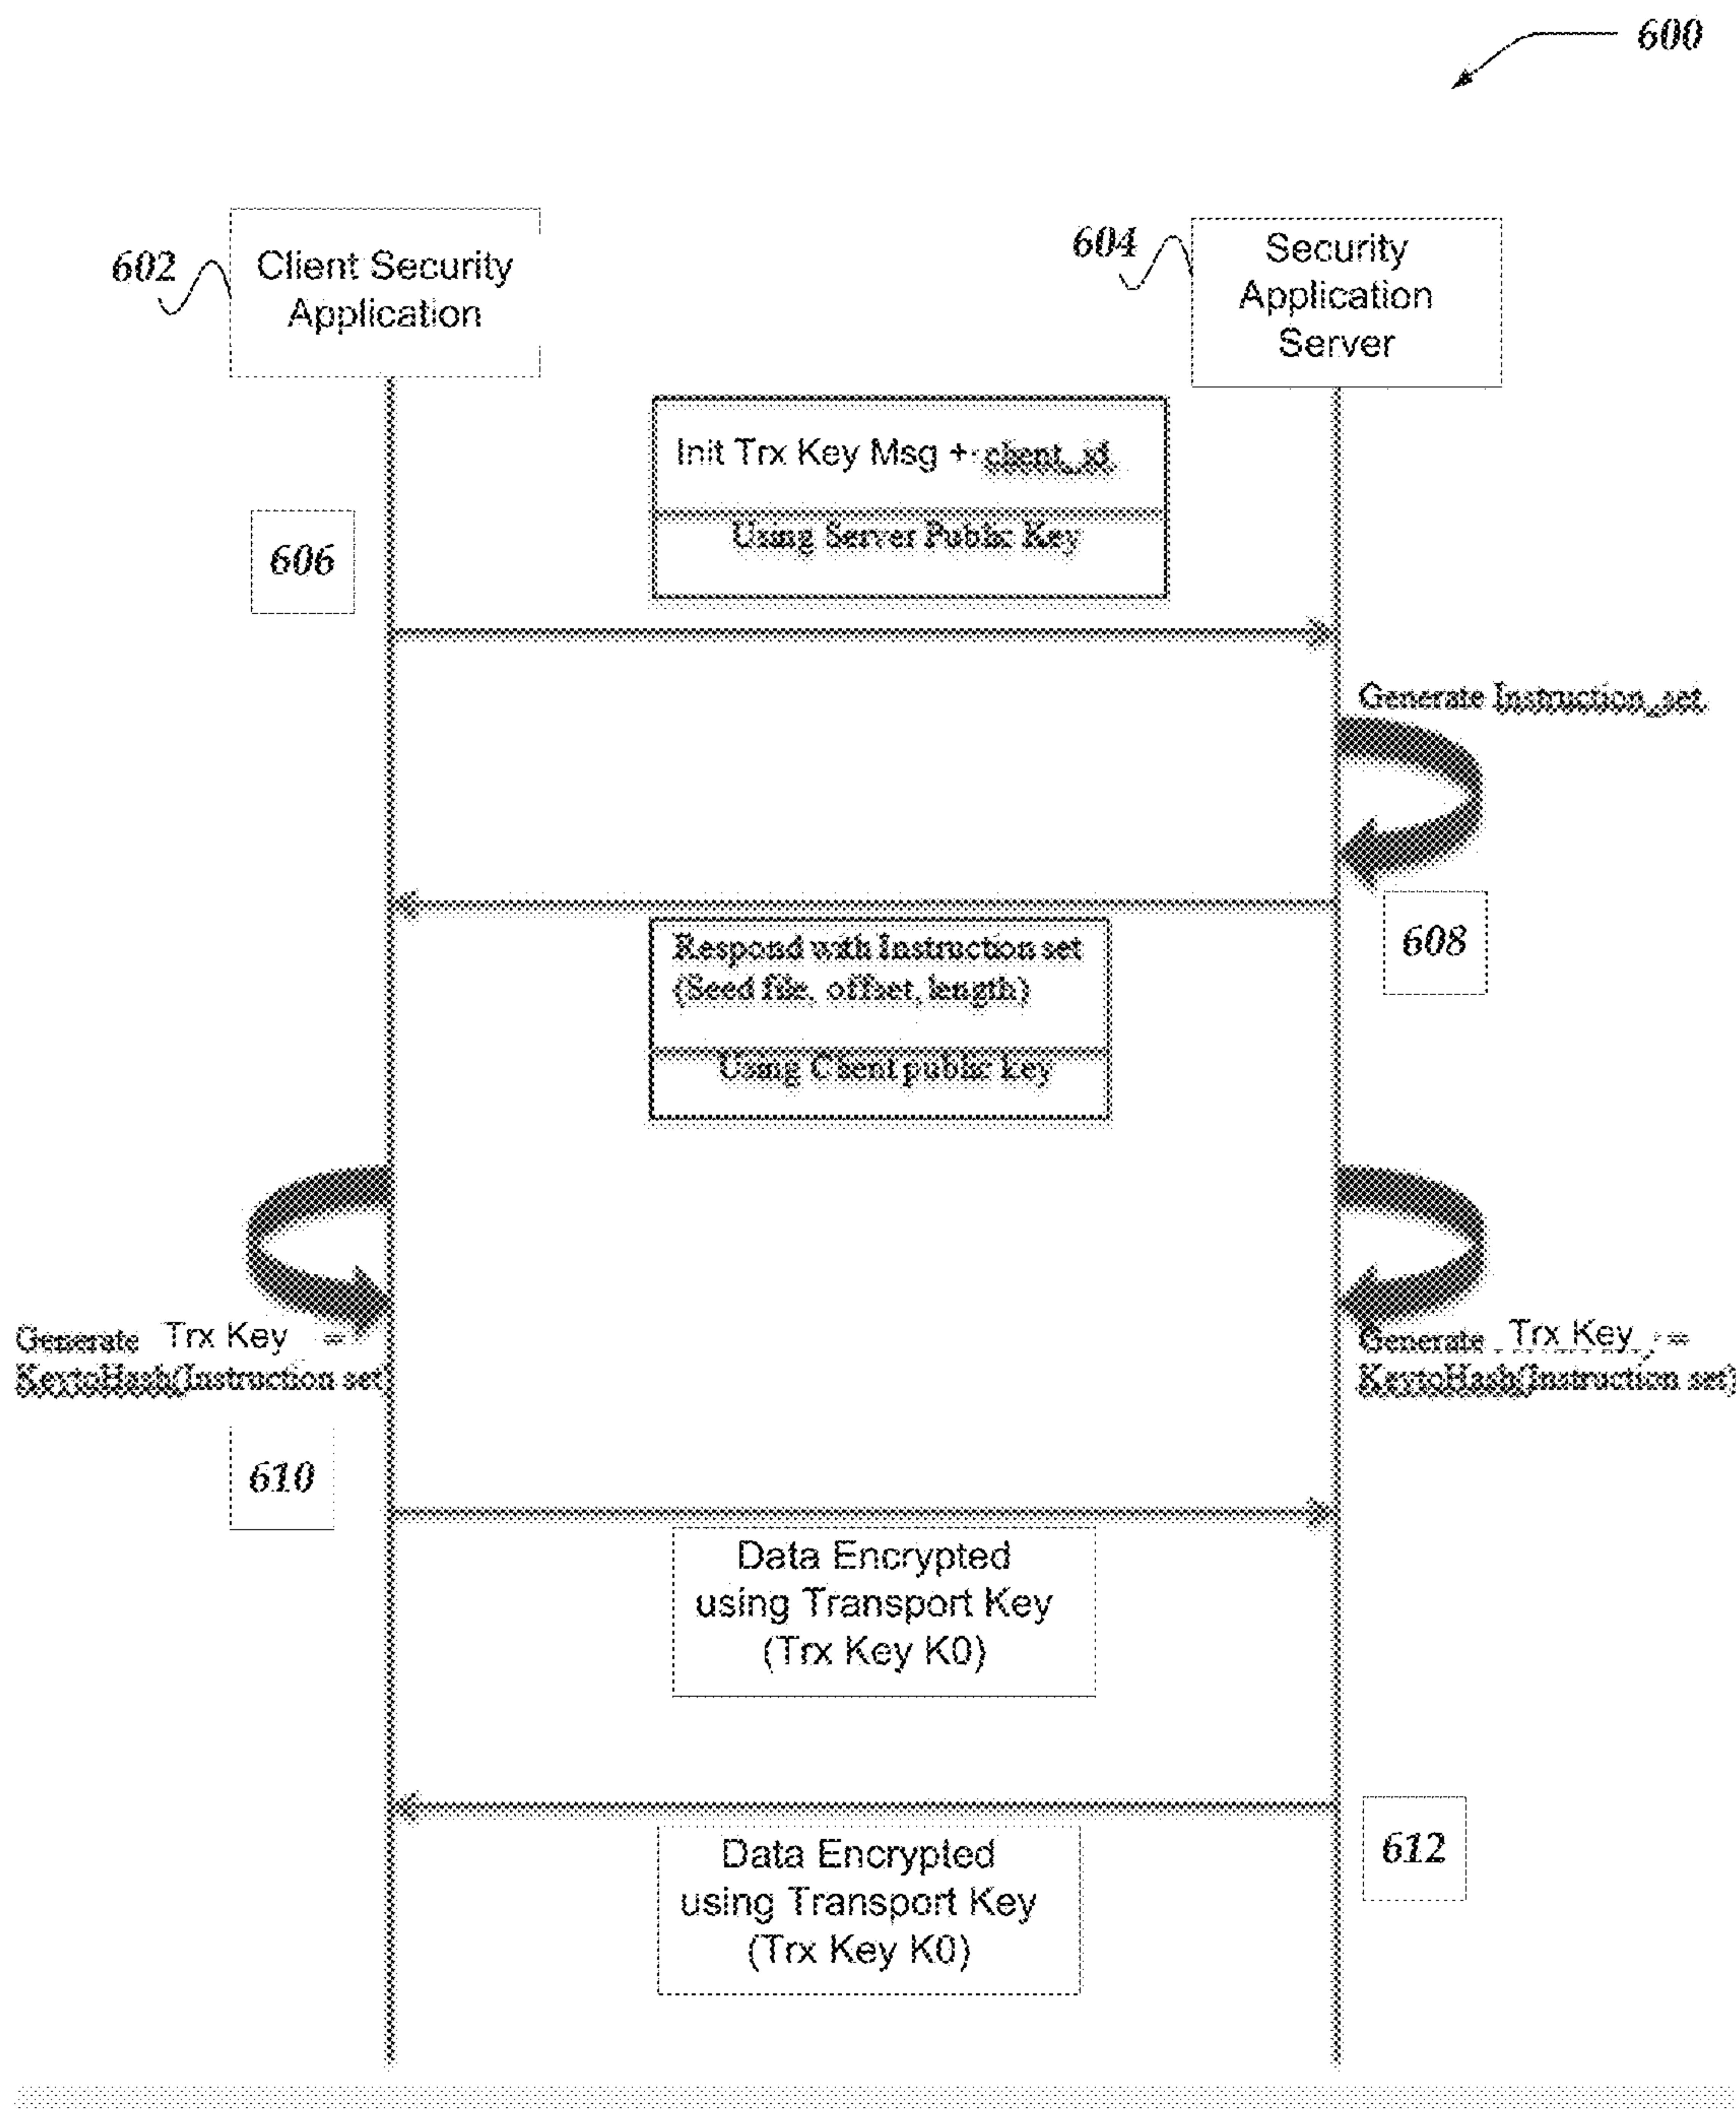 600
602
Client Security
Application
604
Security
Application
Server
Init Trx Key Msg + client_id
Using Server Public Key
606
Generate Instruction_set
608
Respond with Instruction set
(Seed file, offset, length)
Using Client public key
Generate Trx Key =
KeytoHash(Instruction set
Generate Trx Key =
KeytoHash(Instruction set)
610
Data Encrypted
using Transport Key
(Trx Key K0)
612
Data Encrypted
using Transport Key
(Trx Key K0)